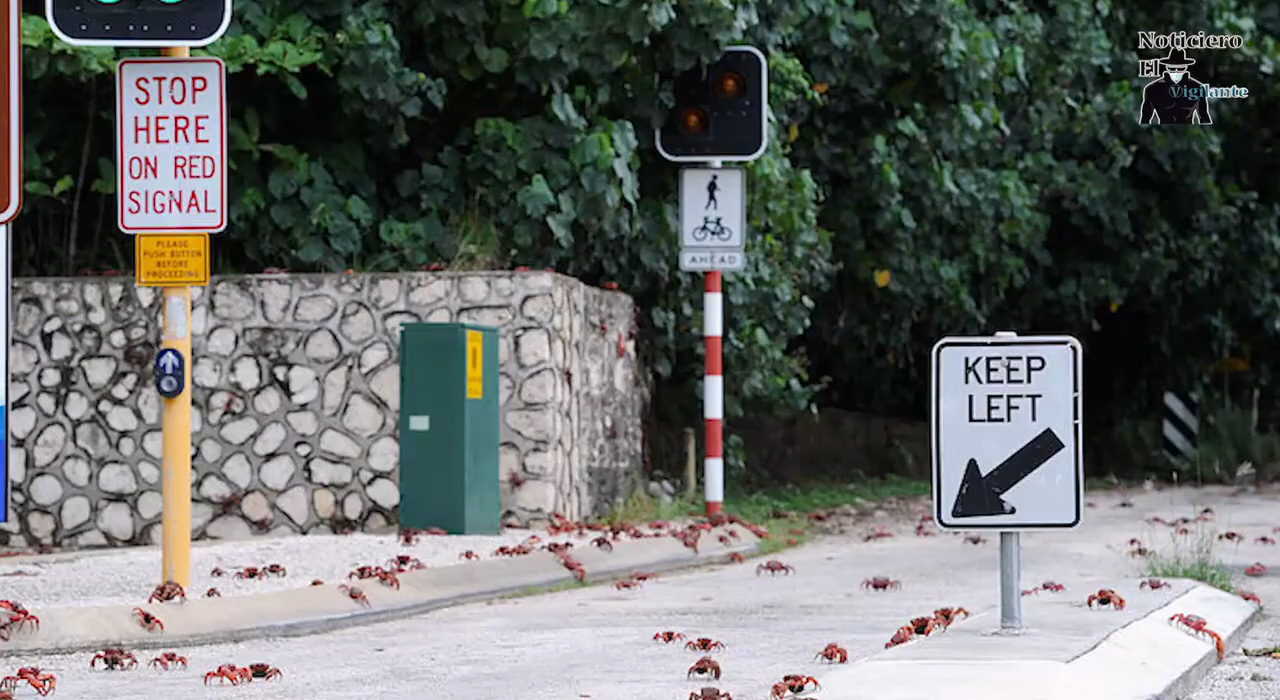 STOP
HERE
ON RED
SIGNAL
PLEASE
PUSH BUTTON
BEFORE
PROCEEDING
AHEAD
KEEP
LEFT
Noticiero
El
Vigilante